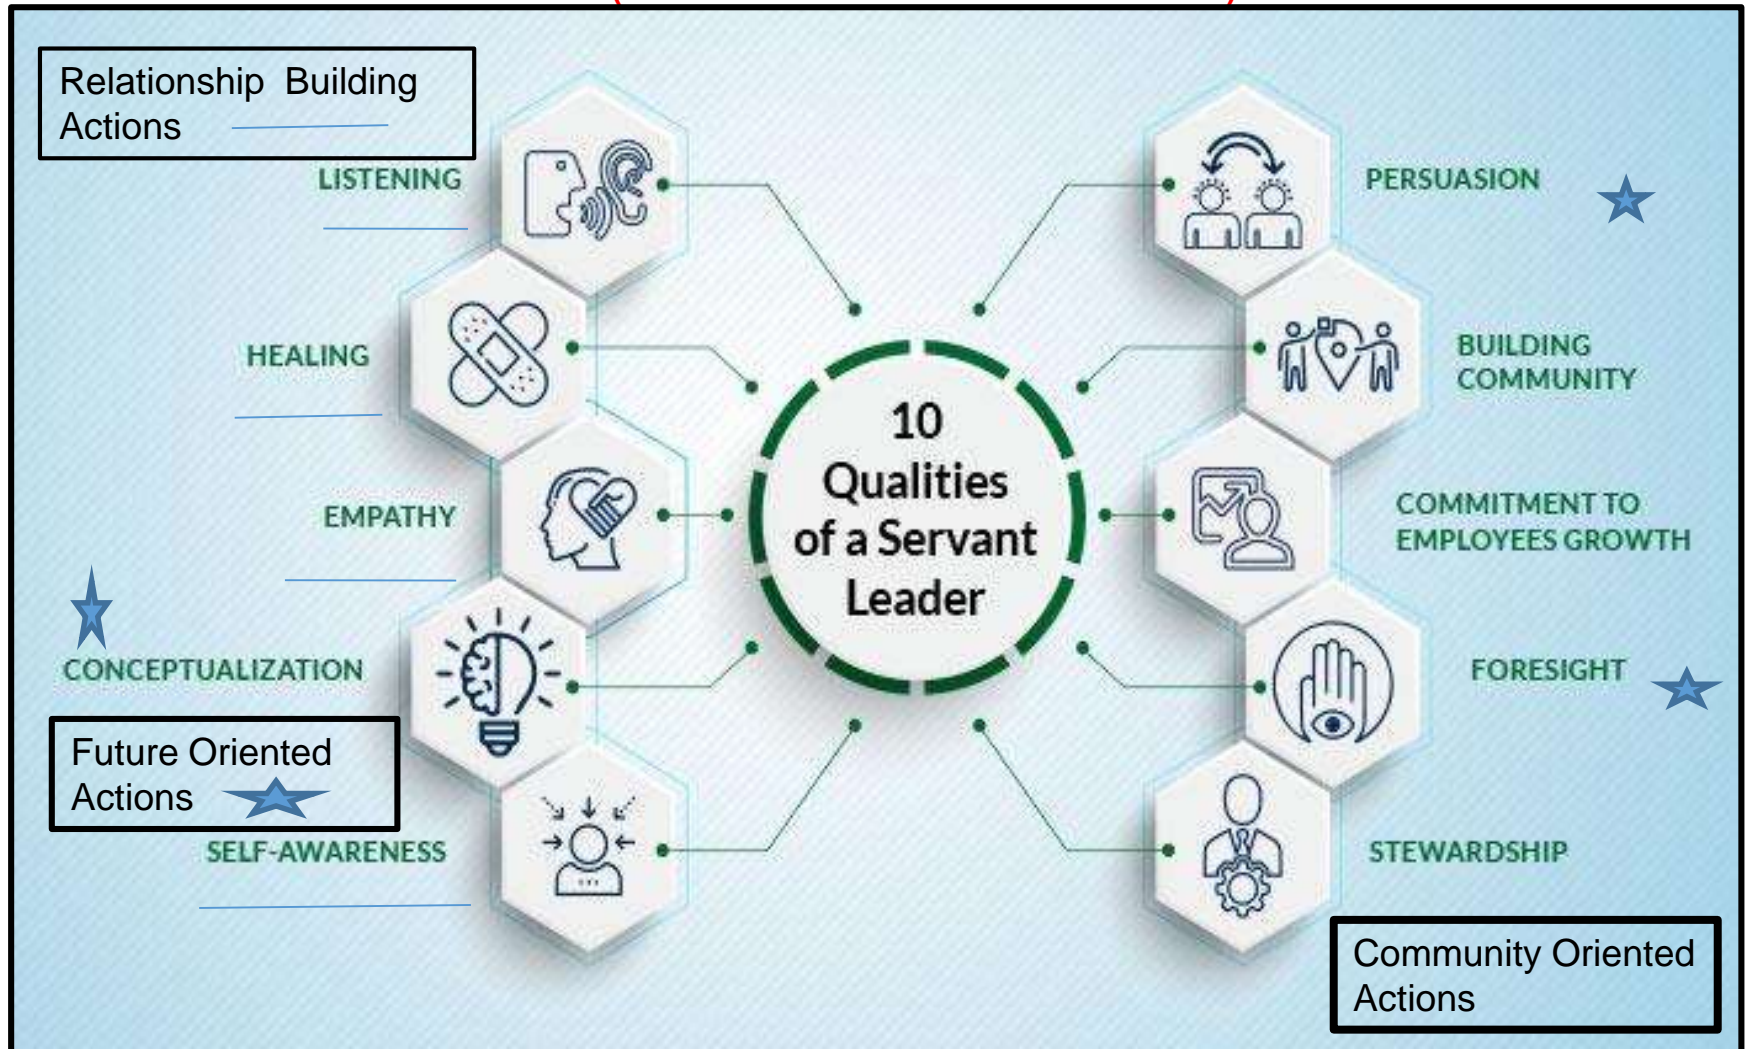 Relationship Building
Actions
LISTENING
HEALING
EMPATHY
CONCEPTUALIZATION
Future Oriented
Actions
SELF-AWARENESS
10
Qualities
of a Servant
Leader
PERSUASION
BUILDING
COMMUNITY
COMMITMENT TO
EMPLOYEES GROWTH
FORESIGHT
STEWARDSHIP
Community Oriented
Actions